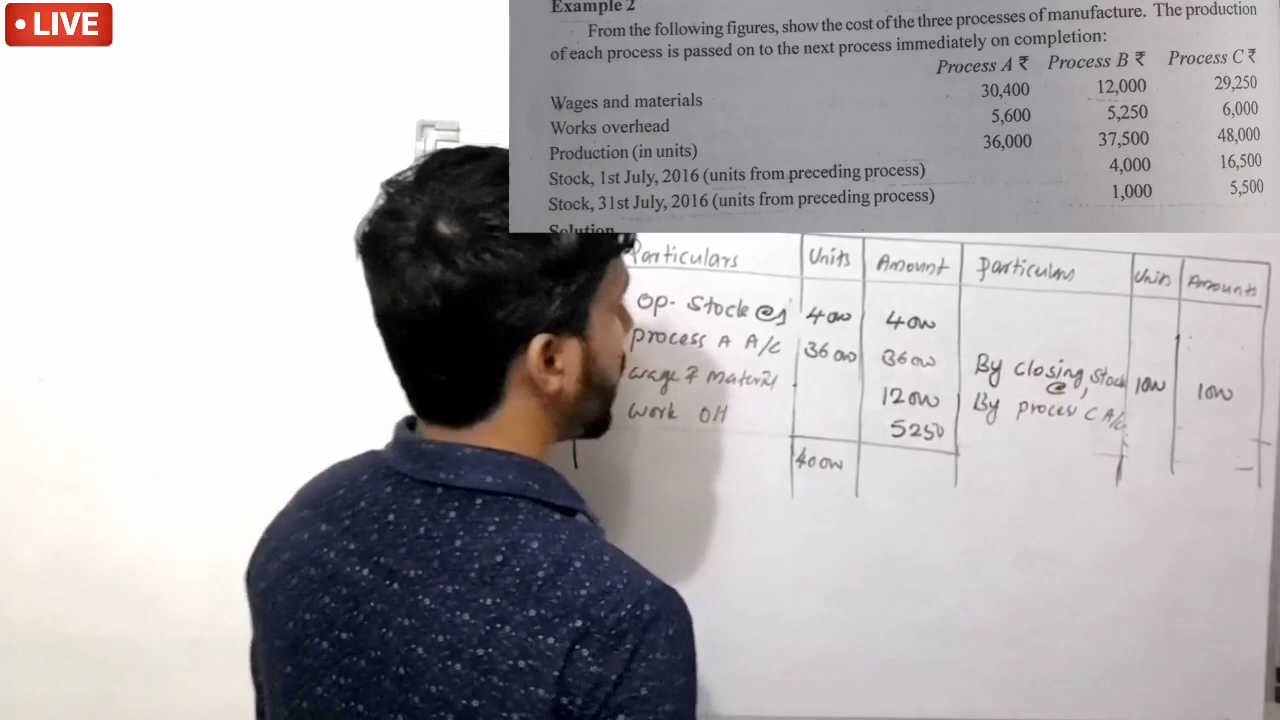 • LIVE
Example 2
From the following figures, show the cost of the three processes of manufacture. The production
of each process is passed on to the next process immediately on completion:
Process A ₹ Process B ₹ Process C ₹
Wages and materials 30,400 12,000 29,250
Works overhead 5,600 5,250 6,000
Production (in units) 36,000 37,500 48,000
Stock, 1st July, 2016 (units from preceding process) 4,000 16,500
Stock, 31st July, 2016 (units from preceding process) 1,000 5,500
Solution
Particulars Units Amount Particulars Units Amounts
Op. Stock @1 4000 4000
process A A/C 36000 36000 By closing stock 1000 1000
@1
wage & material 12000 By process C A/C
work OH 5250
40000